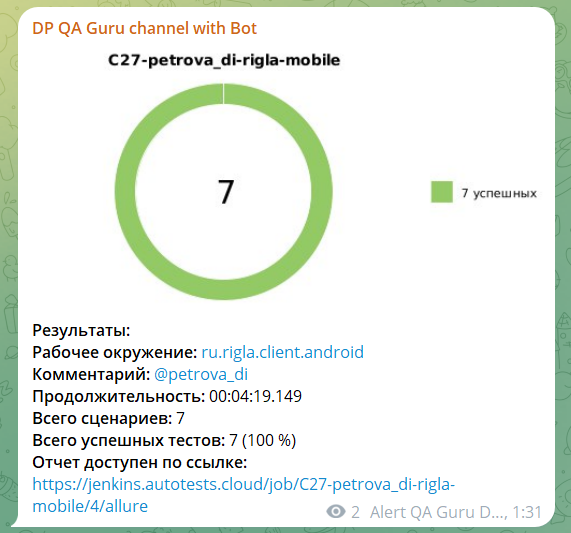 DP QA Guru channel with Bot
C27-petrova_di-rigla-mobile
7
7 успешных
Результаты:
Рабочее окружение: ru.rigla.client.android
Комментарий: @petrova_di
Продолжительность: 00:04:19.149
Всего сценариев: 7
Всего успешных тестов: 7 (100 %)
Отчет доступен по ссылке:
https://jenkins.autotests.cloud/job/C27-petrova_di-rigla-
mobile/4/allure
2 Alert QA Guru D..., 1:31